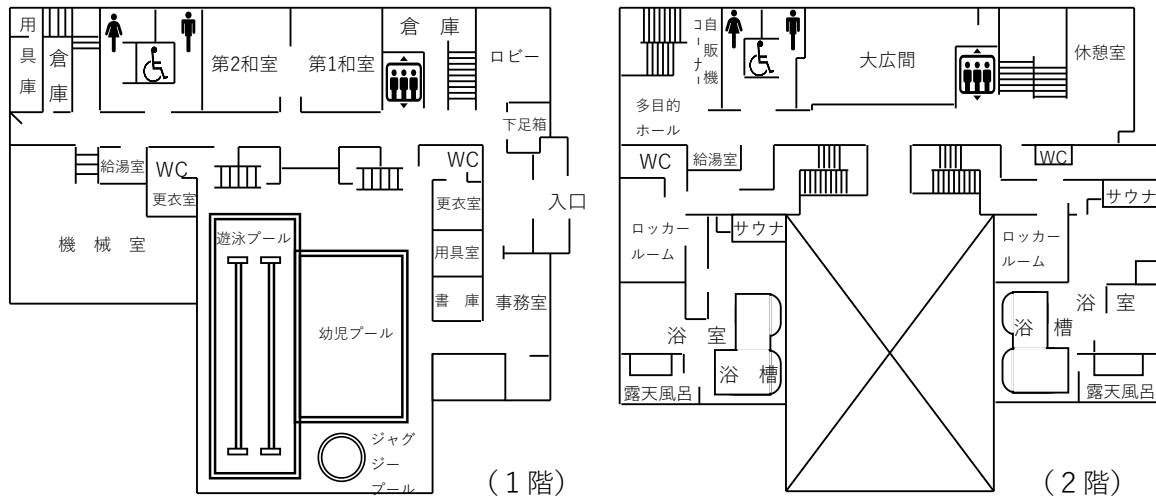 用具庫
倉庫
第2和室
第1和室
倉庫
ロビー
下足箱
給湯室
WC
更衣室
WC
更衣室
入口
機械室
遊泳プール
用具室
書庫
事務室
幼児プール
ジャグ
ジー
プール
(1階)
自販機
コーナー
大広間
休憩室
多目的
ホール
WC
給湯室
WC
サウナ
サウナ
ロッカー
ルーム
ロッカー
ルーム
浴室
浴槽
露天風呂
浴室
浴槽
露天風呂
(2階)